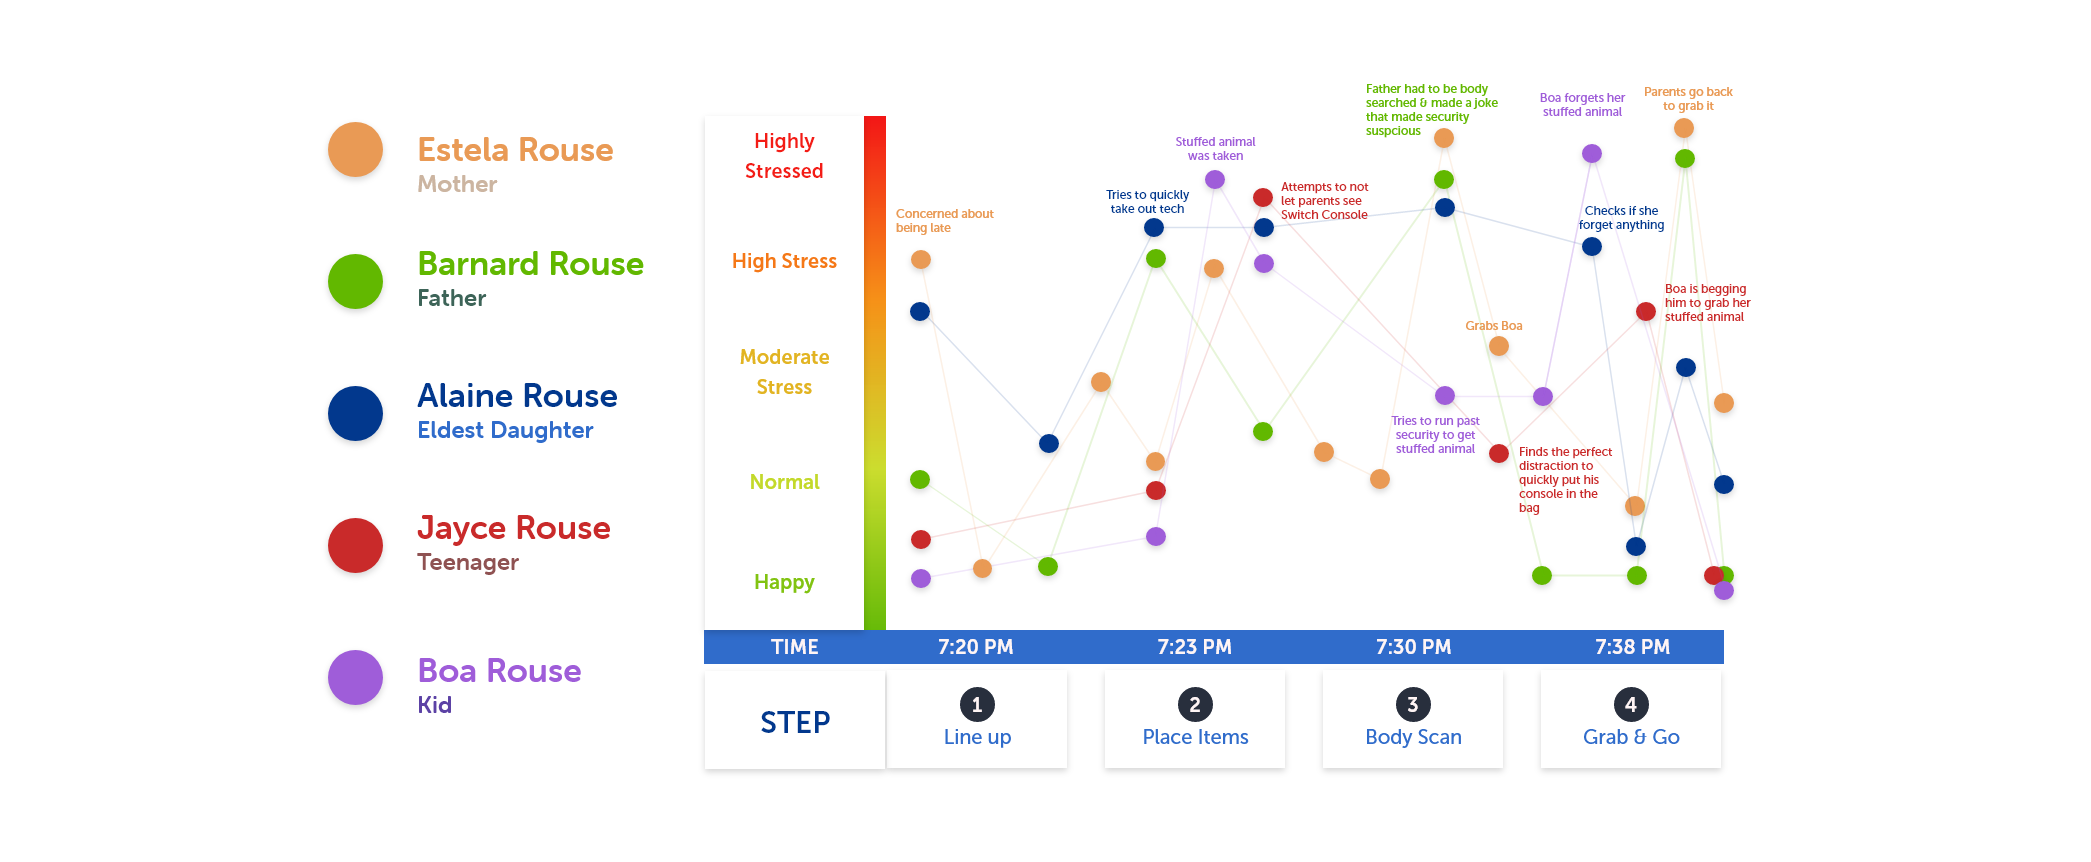 Estela Rouse
Mother
Barnard Rouse
Father
Alaine Rouse
Eldest Daughter
Jayce Rouse
Teenager
Boa Rouse
Kid
Highly
Stressed
High Stress
Moderate
Stress
Normal
Happy
Concerned about
being late
Tries to quickly
take out tech
Stuffed animal
was taken
Attempts to not
let parents see
Switch Console
Father had to be body
searched & made a joke
that made security
suspcious
Grabs Boa
Tries to run past
security to get
stuffed animal
Finds the perfect
distraction to
quickly put his
console in the
bag
Boa forgets her
stuffed animal
Checks if she
forget anything
Parents go back
to grab it
Boa is begging
him to grab her
stuffed animal
TIME
7:20 PM
7:23 PM
7:30 PM
7:38 PM
STEP
1
Line up
2
Place Items
3
Body Scan
4
Grab & Go